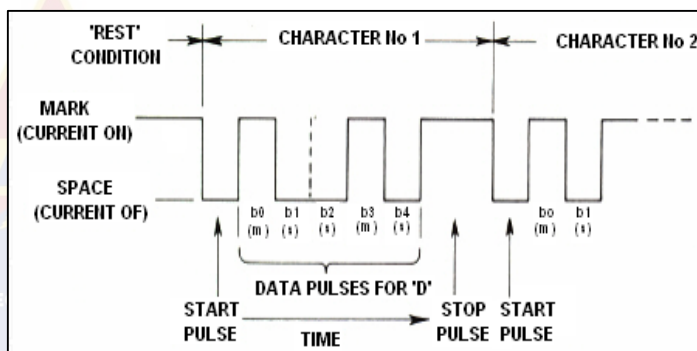 'REST' CONDITION
CHARACTER No 1
CHARACTER No 2
MARK
(CURRENT ON)
SPACE
(CURRENT OF)
b0 b1 b2 b3 b4 bo b1
(m) (s) (s) (m) (s) (m) (s)
DATA PULSES FOR 'D'
START PULSE
TIME
STOP PULSE
START PULSE